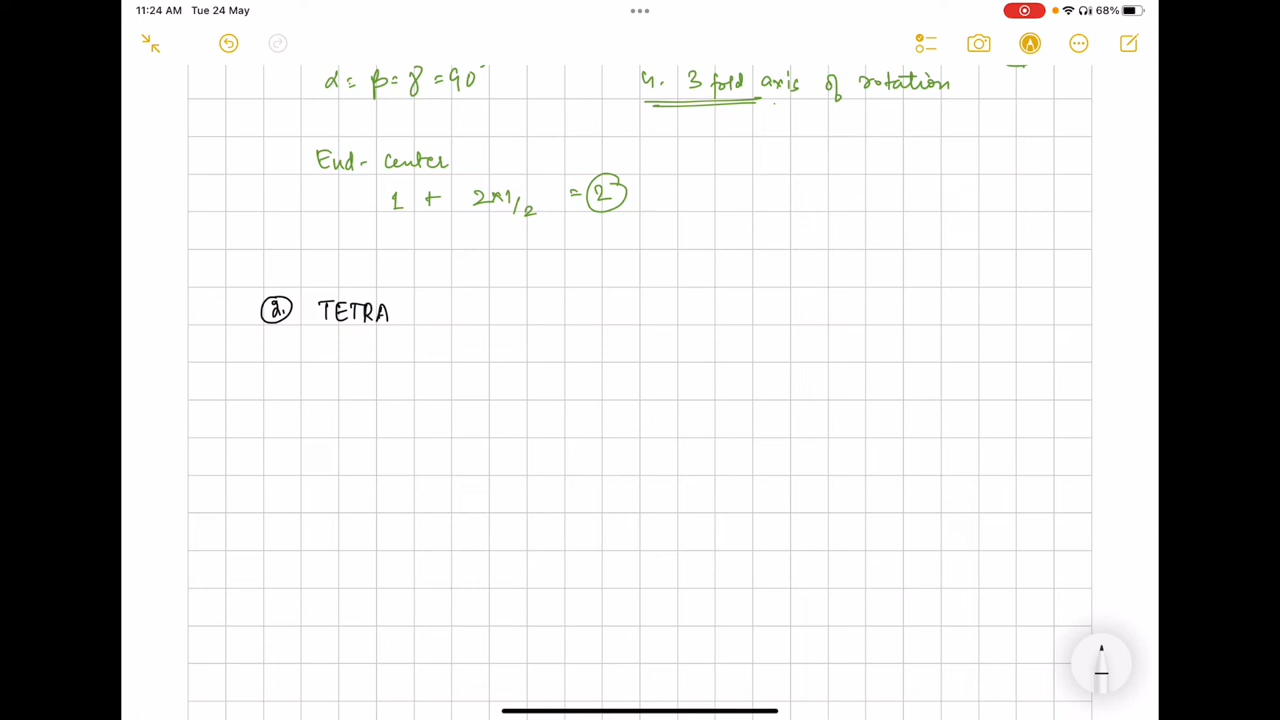 11:24 AM Tue 24 May
68%
α = β = γ = 90°
4. 3 fold axis of rotation
End-center
1 + 2×1/2 = 2
2. TETRA